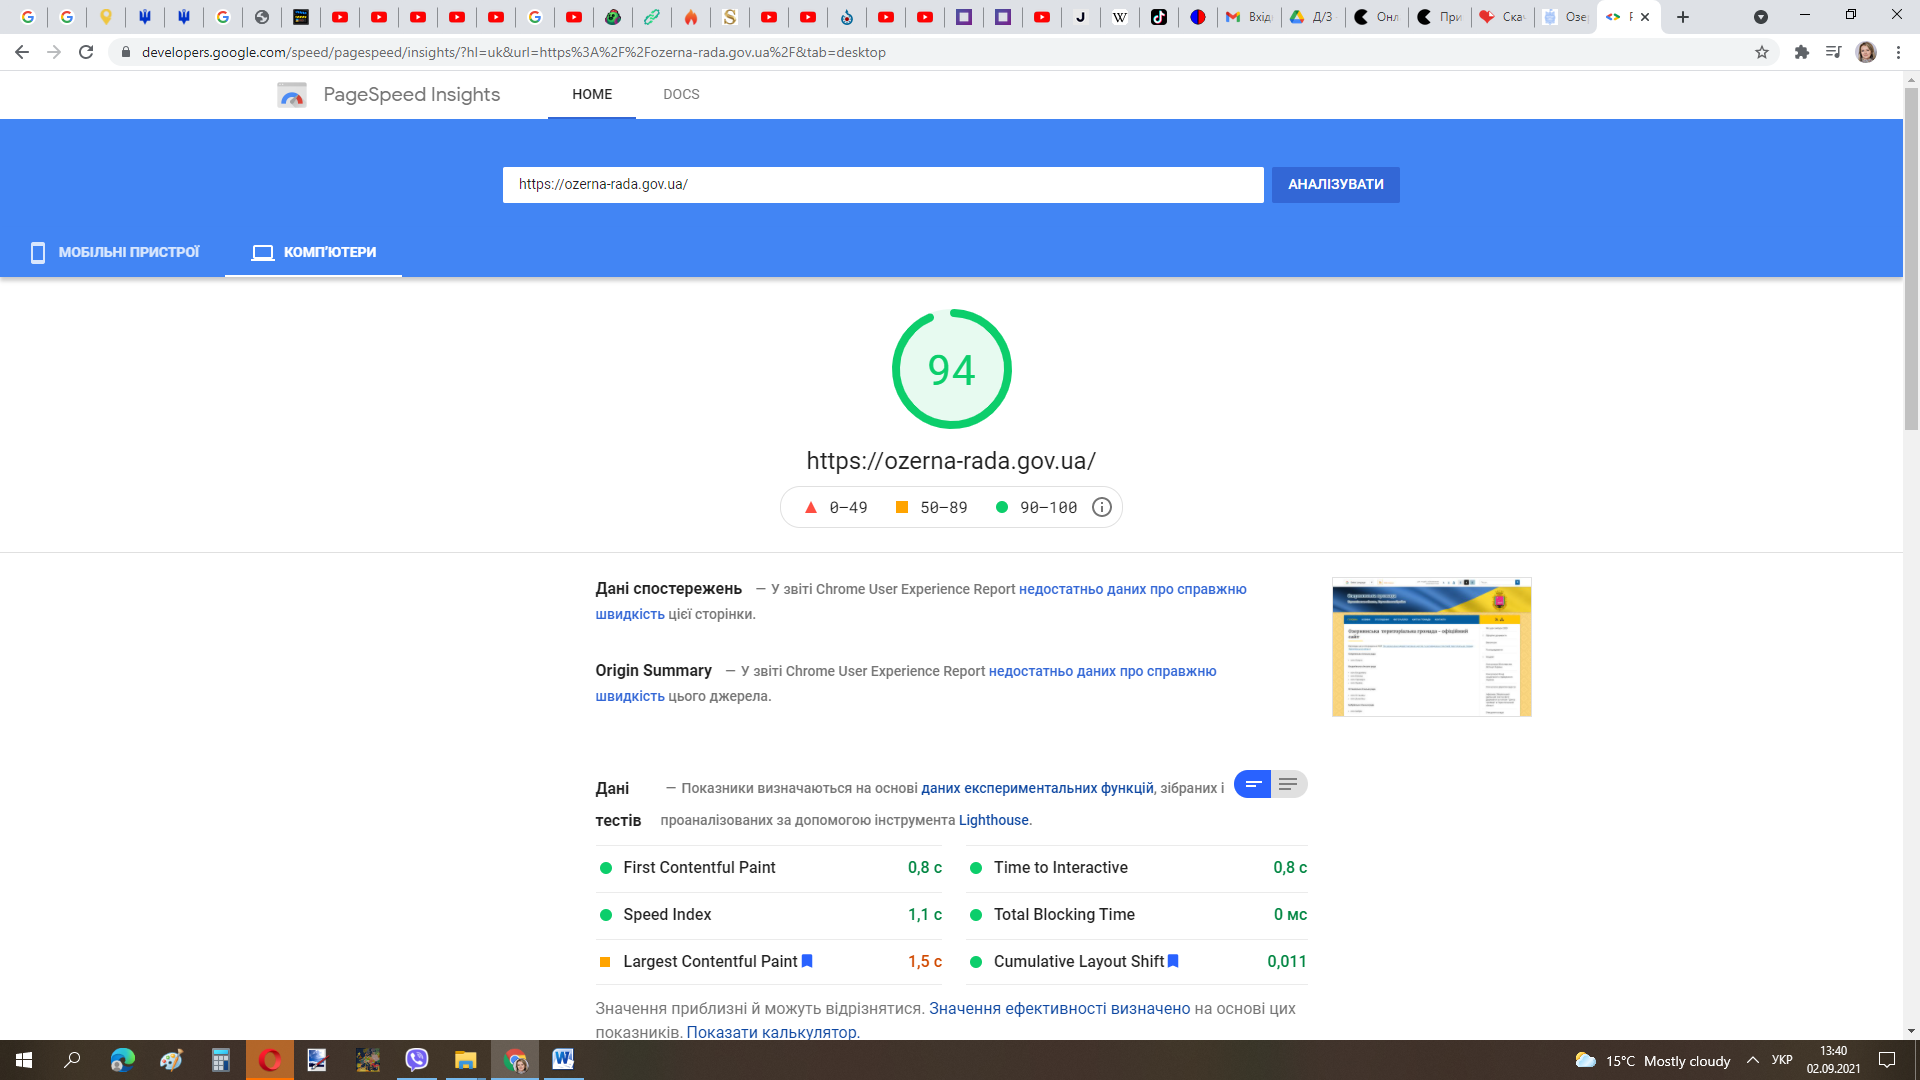 Вхід
Д/З
Онл
При
Ска
Озе
developers.google.com/speed/pagespeed/insights/?hl=uk&url=https%3A%2F%2Fozerna-rada.gov.ua%2F&tab=desktop
PageSpeed Insights
HOME
DOCS
https://ozerna-rada.gov.ua/
АНАЛІЗУВАТИ
МОБІЛЬНІ ПРИСТРОЇ
КОМП'ЮТЕРИ
94
https://ozerna-rada.gov.ua/
0–49
50–89
90–100
Дані спостережень — У звіті Chrome User Experience Report недостатньо даних про справжню
швидкість цієї сторінки.
Origin Summary — У звіті Chrome User Experience Report недостатньо даних про справжню
швидкість цього джерела.
Дані — Показники визначаються на основі даних експериментальних функцій, зібраних і
тестів проаналізованих за допомогою інструмента Lighthouse.
First Contentful Paint 0,8 с
Time to Interactive 0,8 с
Speed Index 1,1 с
Total Blocking Time 0 мс
Largest Contentful Paint 1,5 с
Cumulative Layout Shift 0,011
Значення приблизні й можуть відрізнятися. Значення ефективності визначено на основі цих
показників. Показати калькулятор.
15°C Mostly cloudy
УКР
13:40
02.09.2021